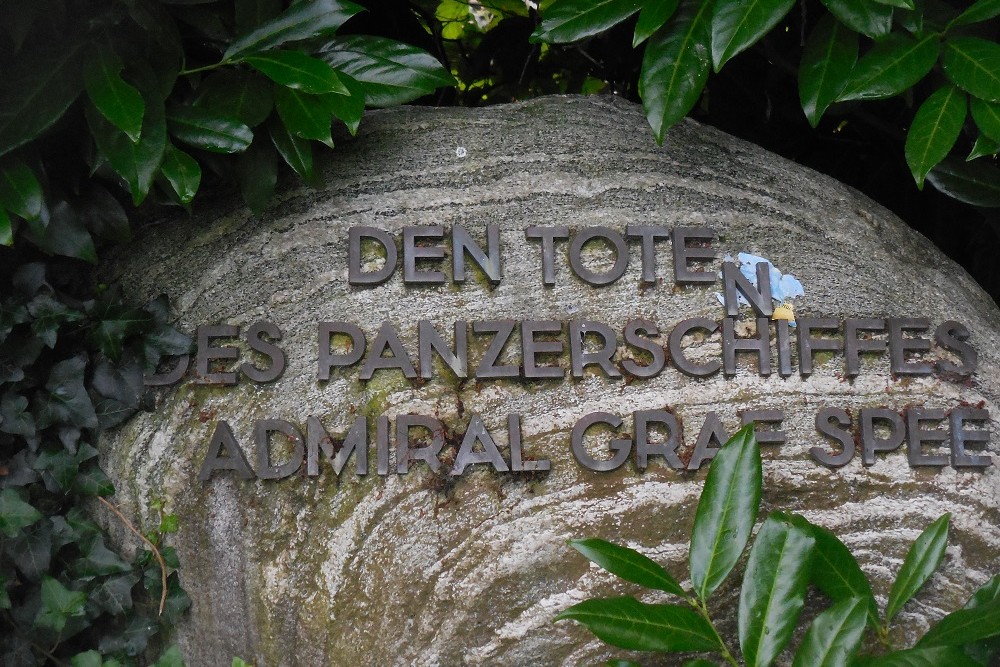 DEN TOTEN
DES PANZERSCHIFFES
ADMIRAL GRAF SPEE